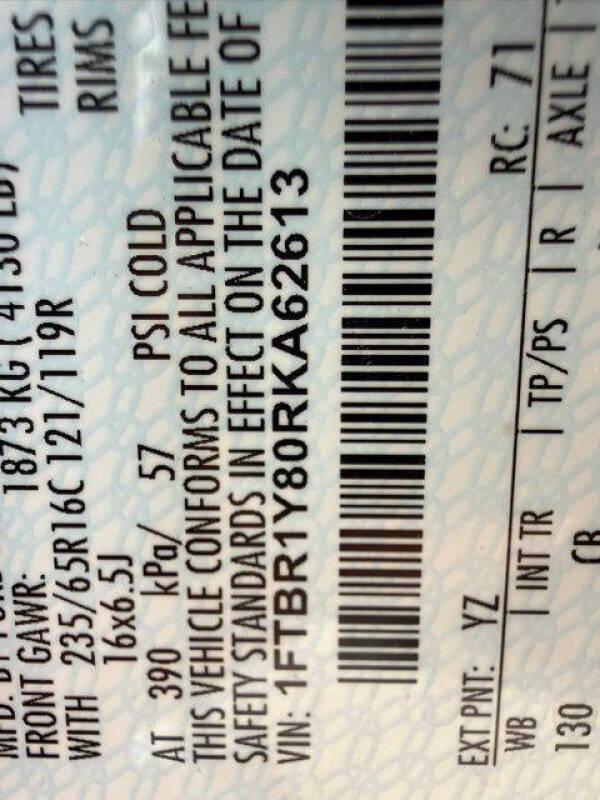 FRONT GAWR: 1873 KG ( 4130 LB)
WITH 235/65R16C 121/119R TIRES
16x6.5J RIMS
AT 390 kPa/ 57 PSI COLD
THIS VEHICLE CONFORMS TO ALL APPLICABLE FE
SAFETY STANDARDS IN EFFECT ON THE DATE OF
VIN: 1FTBR1Y80RKA62613
EXT PNT: YZ RC: 71
WB | INT TR | TP/PS | R | AXLE |
130 CB